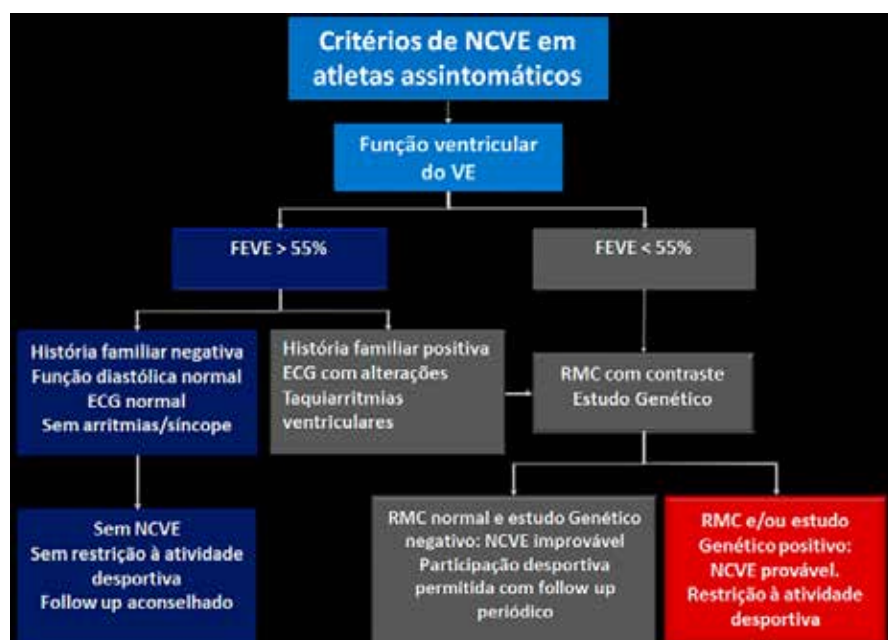 Critérios de NCVE em
atletas assintomáticos
Função ventricular
do VE
FEVE > 55%
FEVE < 55%
História familiar negativa
Função diastólica normal
ECG normal
Sem arritmias/síncope
História familiar positiva
ECG com alterações
Taquiarritmias
ventriculares
RMC com contraste
Estudo Genético
Sem NCVE
Sem restrição à atividade
desportiva
Follow up aconselhado
RMC normal e estudo Genético
negativo: NCVE improvável
Participação desportiva
permitida com follow up
periódico
RMC e/ou estudo
Genético positivo:
NCVE provável.
Restrição à atividade
desportiva